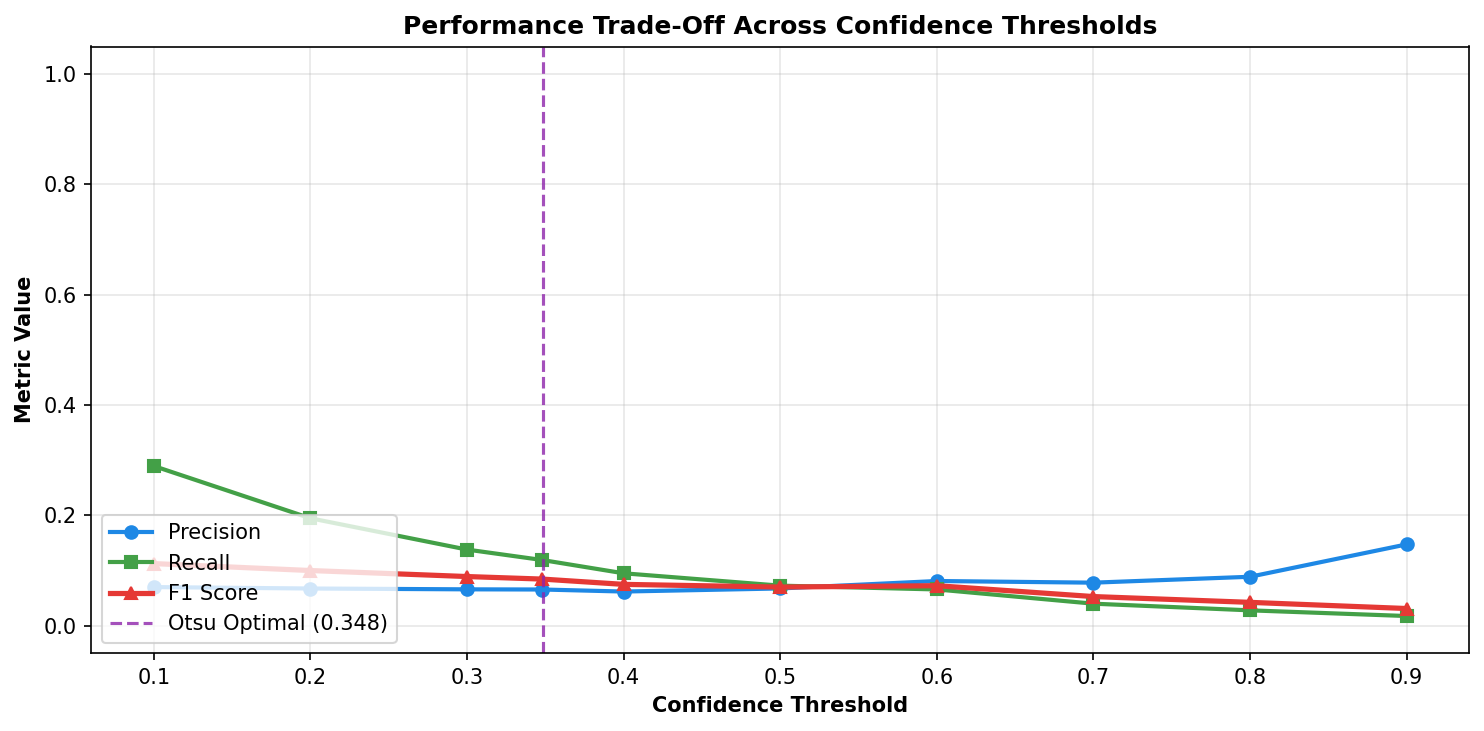 Performance Trade-Off Across Confidence Thresholds
Metric Value
1.0
0.8
0.6
0.4
0.2
0.0
Precision
Recall
F1 Score
Otsu Optimal (0.348)
0.1 0.2 0.3 0.4 0.5 0.6 0.7 0.8 0.9
Confidence Threshold